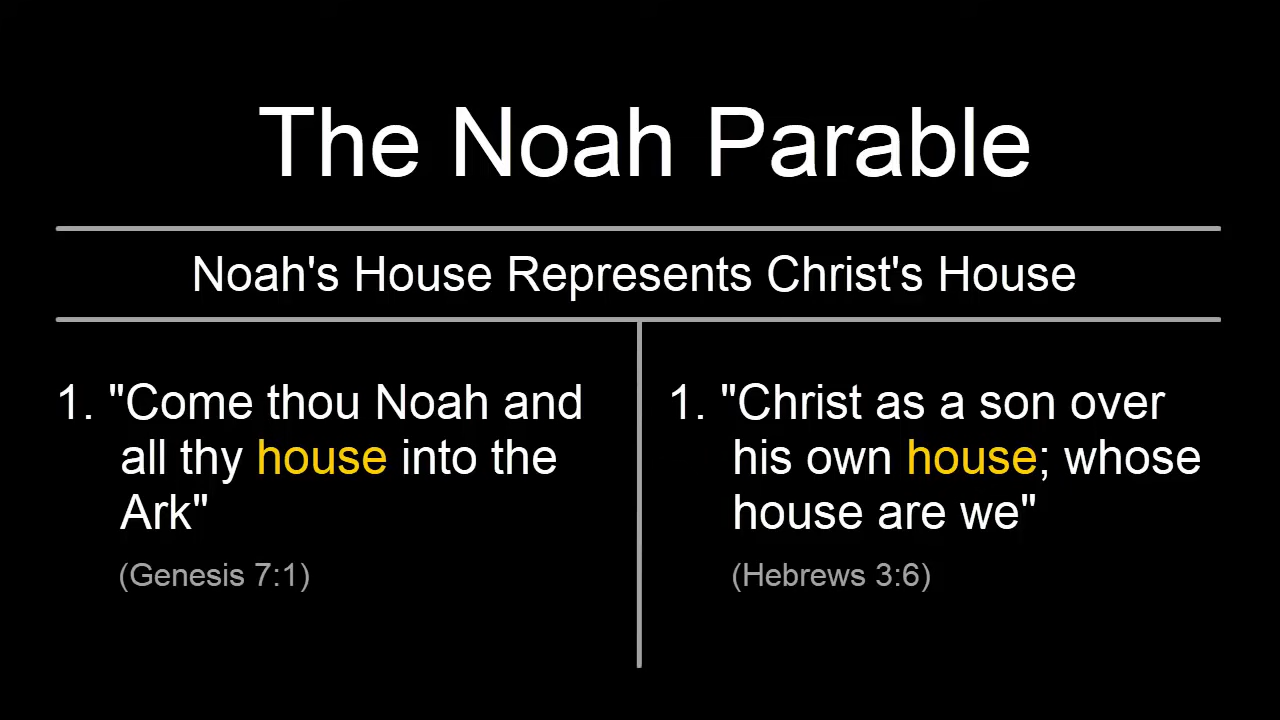 The Noah Parable
Noah's House Represents Christ's House
1. "Come thou Noah and
all thy house into the
Ark"
(Genesis 7:1)
1. "Christ as a son over
his own house; whose
house are we"
(Hebrews 3:6)